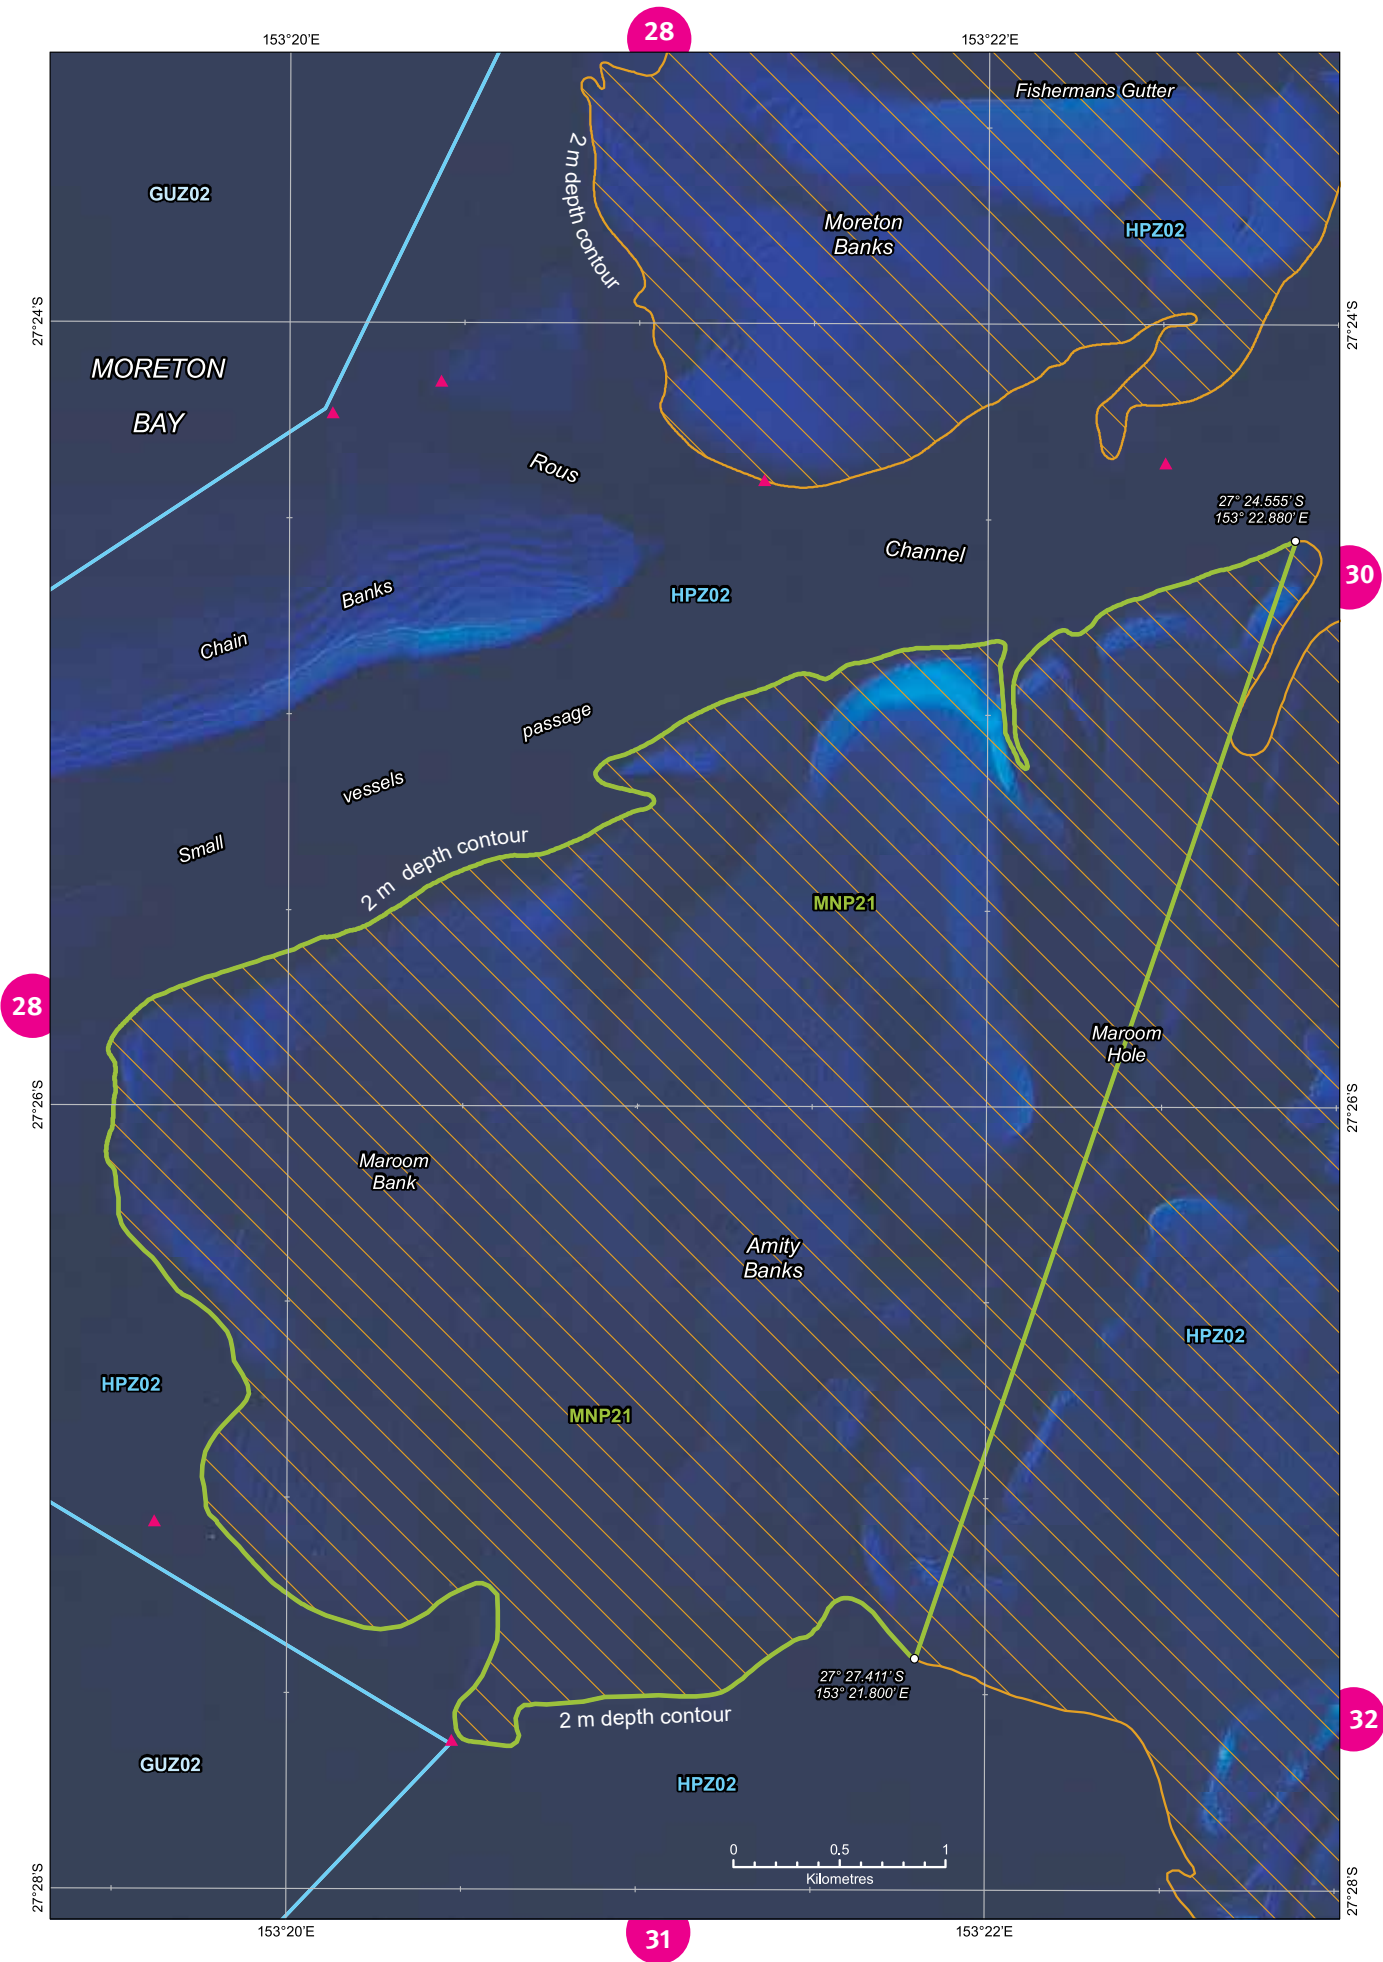 28
153°20'E
153°22'E
Fishermans Gutter
GUZ02
2 m depth contour
Moreton
Banks
HPZ02
27°24'S
27°24'S
MORETON
BAY
Rous
27° 24.555' S
153° 22.880' E
Channel
30
Banks
HPZ02
Chain
passage
vessels
Small
2 m depth contour
MNP21
28
Maroom
Hole
27°26'S
27°26'S
Maroom
Bank
Amity
Banks
HPZ02
HPZ02
MNP21
27° 27.411' S
153° 21.800' E
2 m depth contour
32
GUZ02
HPZ02
0 0.5 1
Kilometres
27°28'S
27°28'S
153°20'E
153°22'E
31